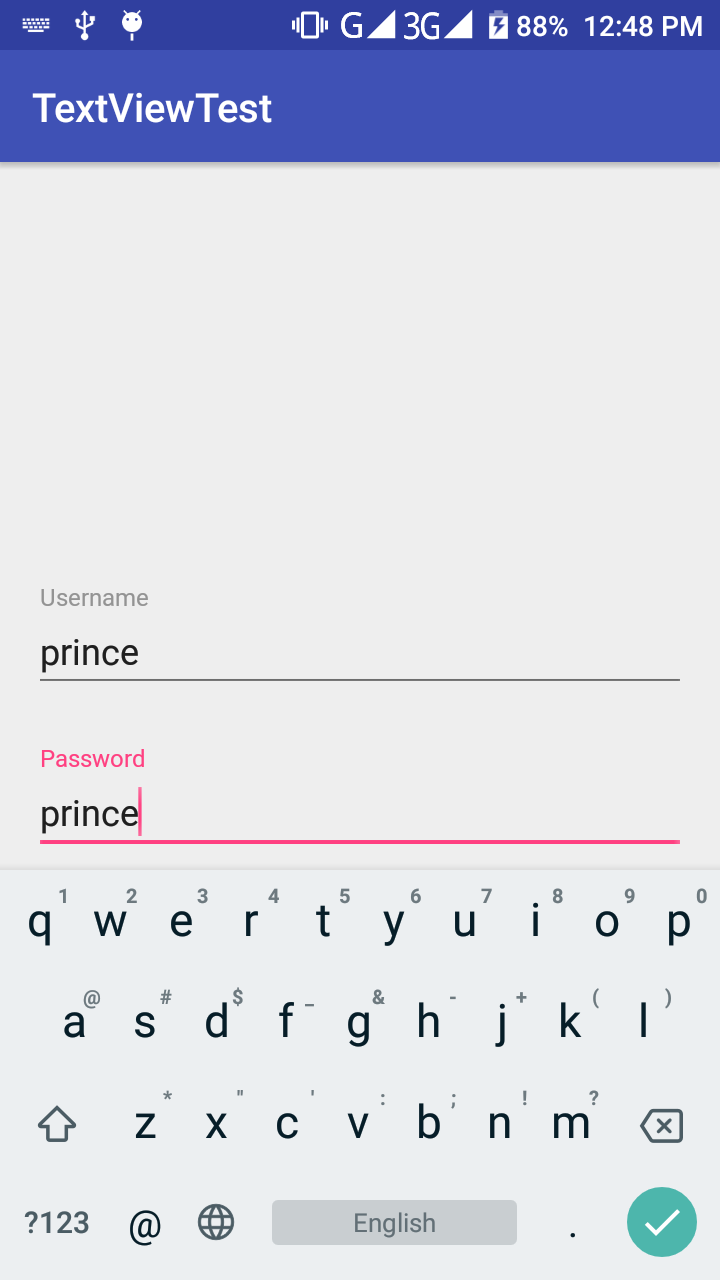 G 3G 88% 12:48 PM
TextViewTest
Username
prince
Password
prince
1 2 3 4 5 6 7 8 9 0
q w e r t y u i o p
@ # $ _ & - + ( )
a s d f g h j k l
* " ' : ; ! ?
z x c v b n m
?123 @ English .